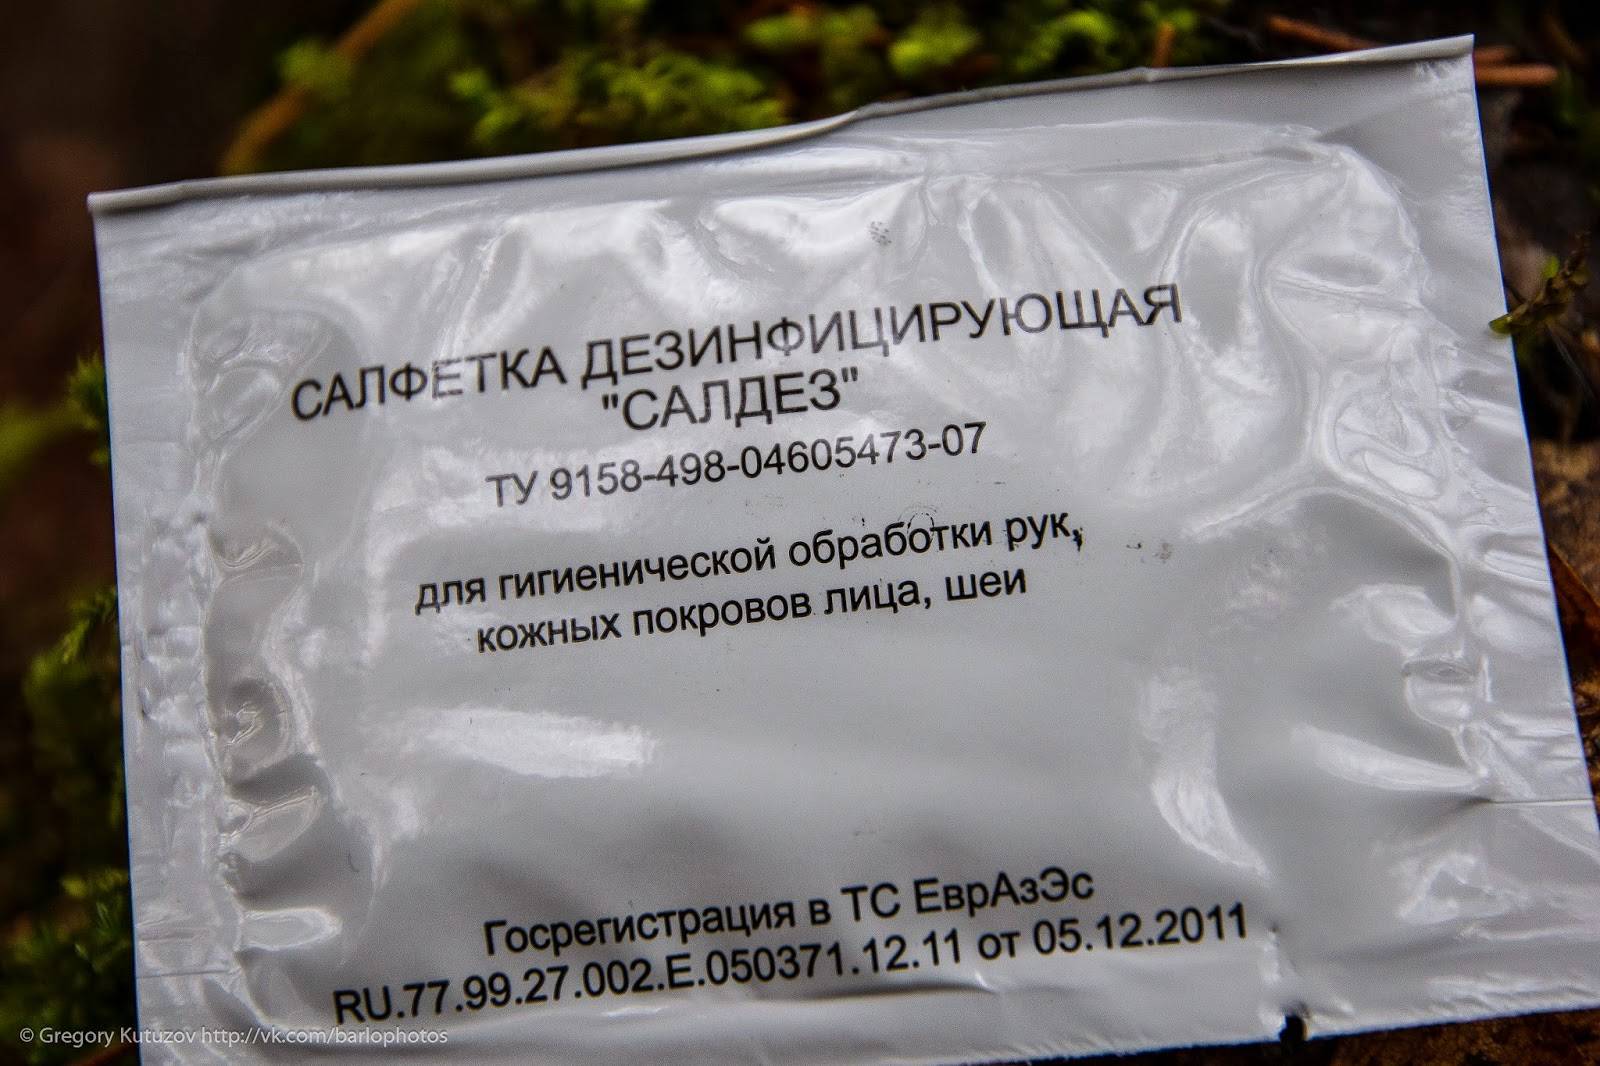 САЛФЕТКА ДЕЗИНФИЦИРУЮЩАЯ
"САЛДЕЗ"
ТУ 9158-498-04605473-07
для гигиенической обработки рук,
кожных покровов лица, шеи
Госрегистрация в ТС ЕврАзЭс
RU.77.99.27.002.E.050371.12.11 от 05.12.2011
© Gregory Kutuzov http://vk.com/barlophotos